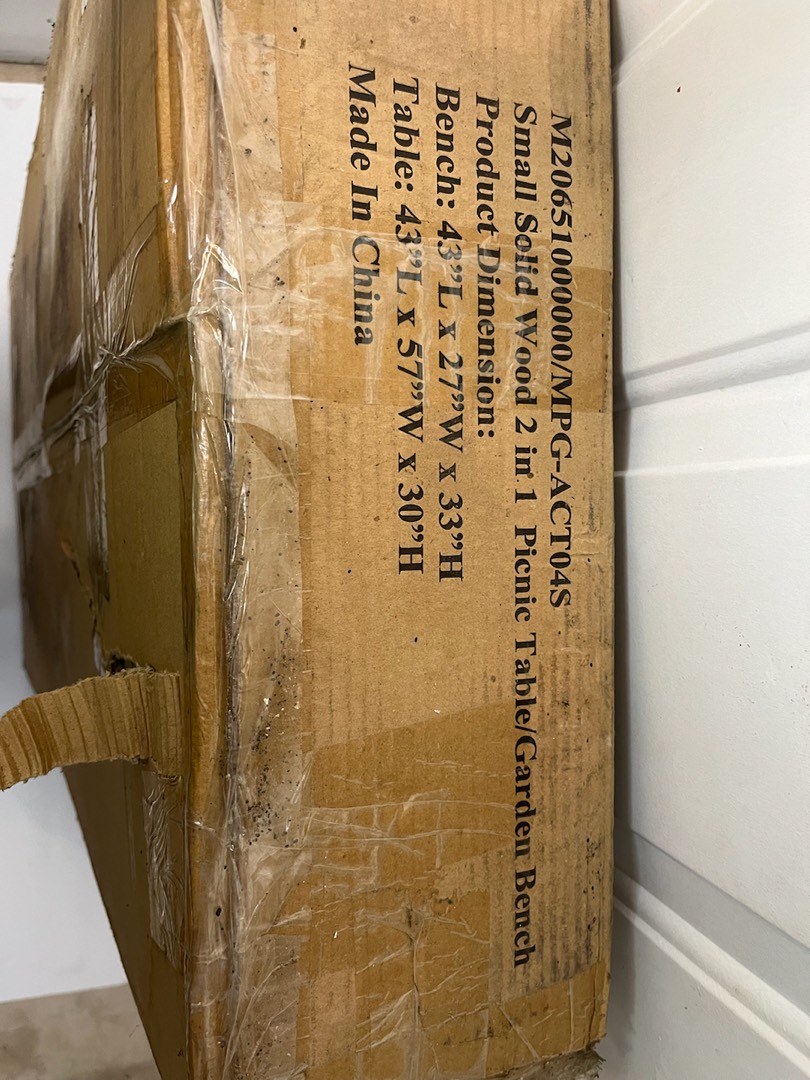 M2065100000/MPG-ACT04S
Small Solid Wood 2 in 1 Picnic Table/Garden Bench
Product Dimension:
Bench: 43”L x 27”W x 33”H
Table: 43”L x 57”W x 30”H
Made In China